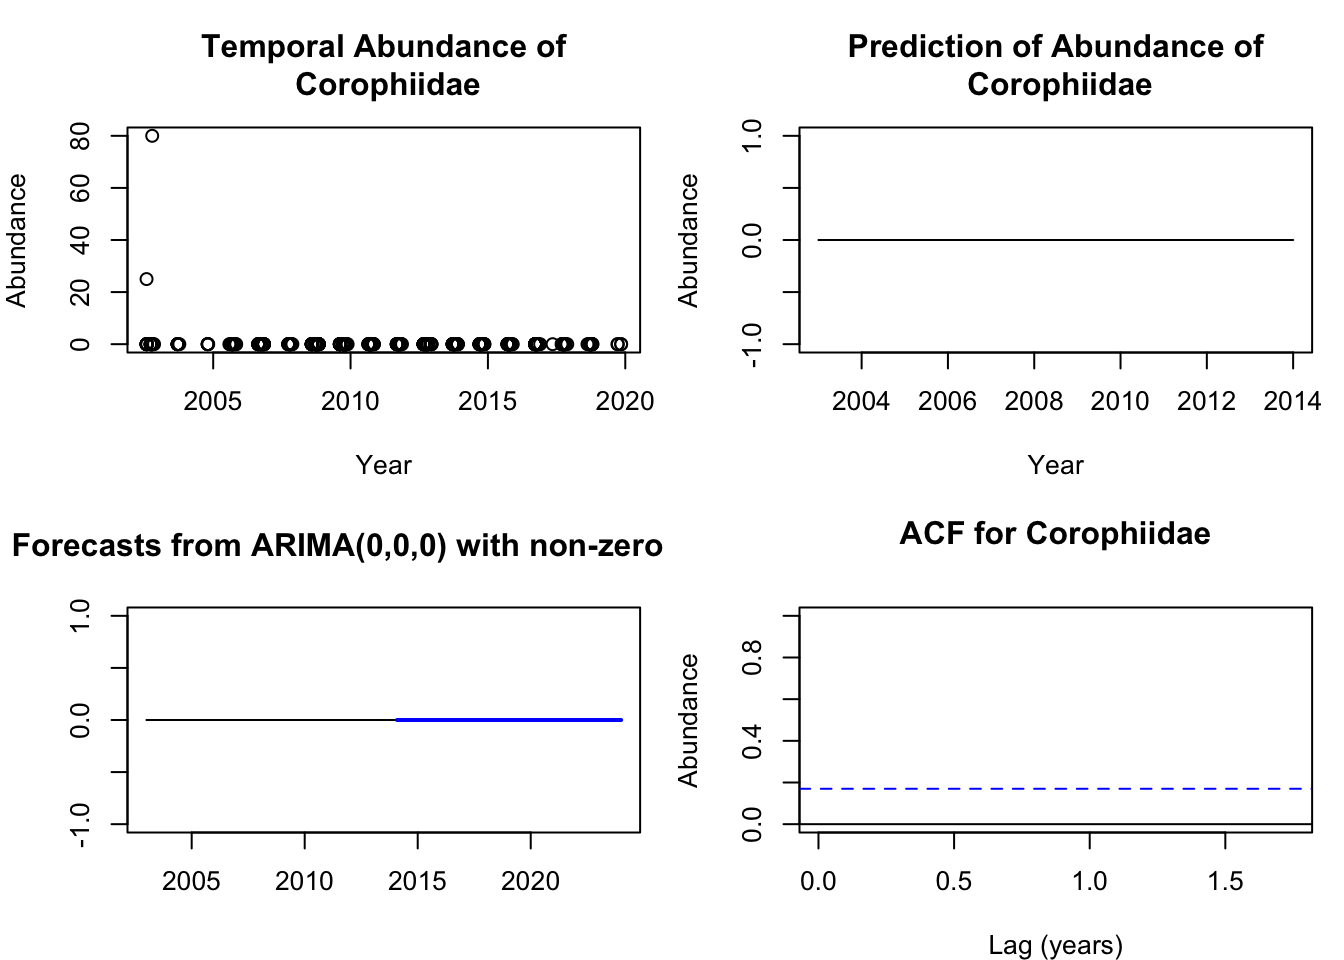 Temporal Abundance of
Corophiidae
Abundance
80
60
40
20
0
2005 2010 2015 2020
Year
Prediction of Abundance of
Corophiidae
Abundance
1.0
0.0
-1.0
2004 2006 2008 2010 2012 2014
Year
Forecasts from ARIMA(0,0,0) with non-zero
1.0
0.0
-1.0
2005 2010 2015 2020
ACF for Corophiidae
Abundance
0.8
0.4
0.0
0.0 0.5 1.0 1.5
Lag (years)